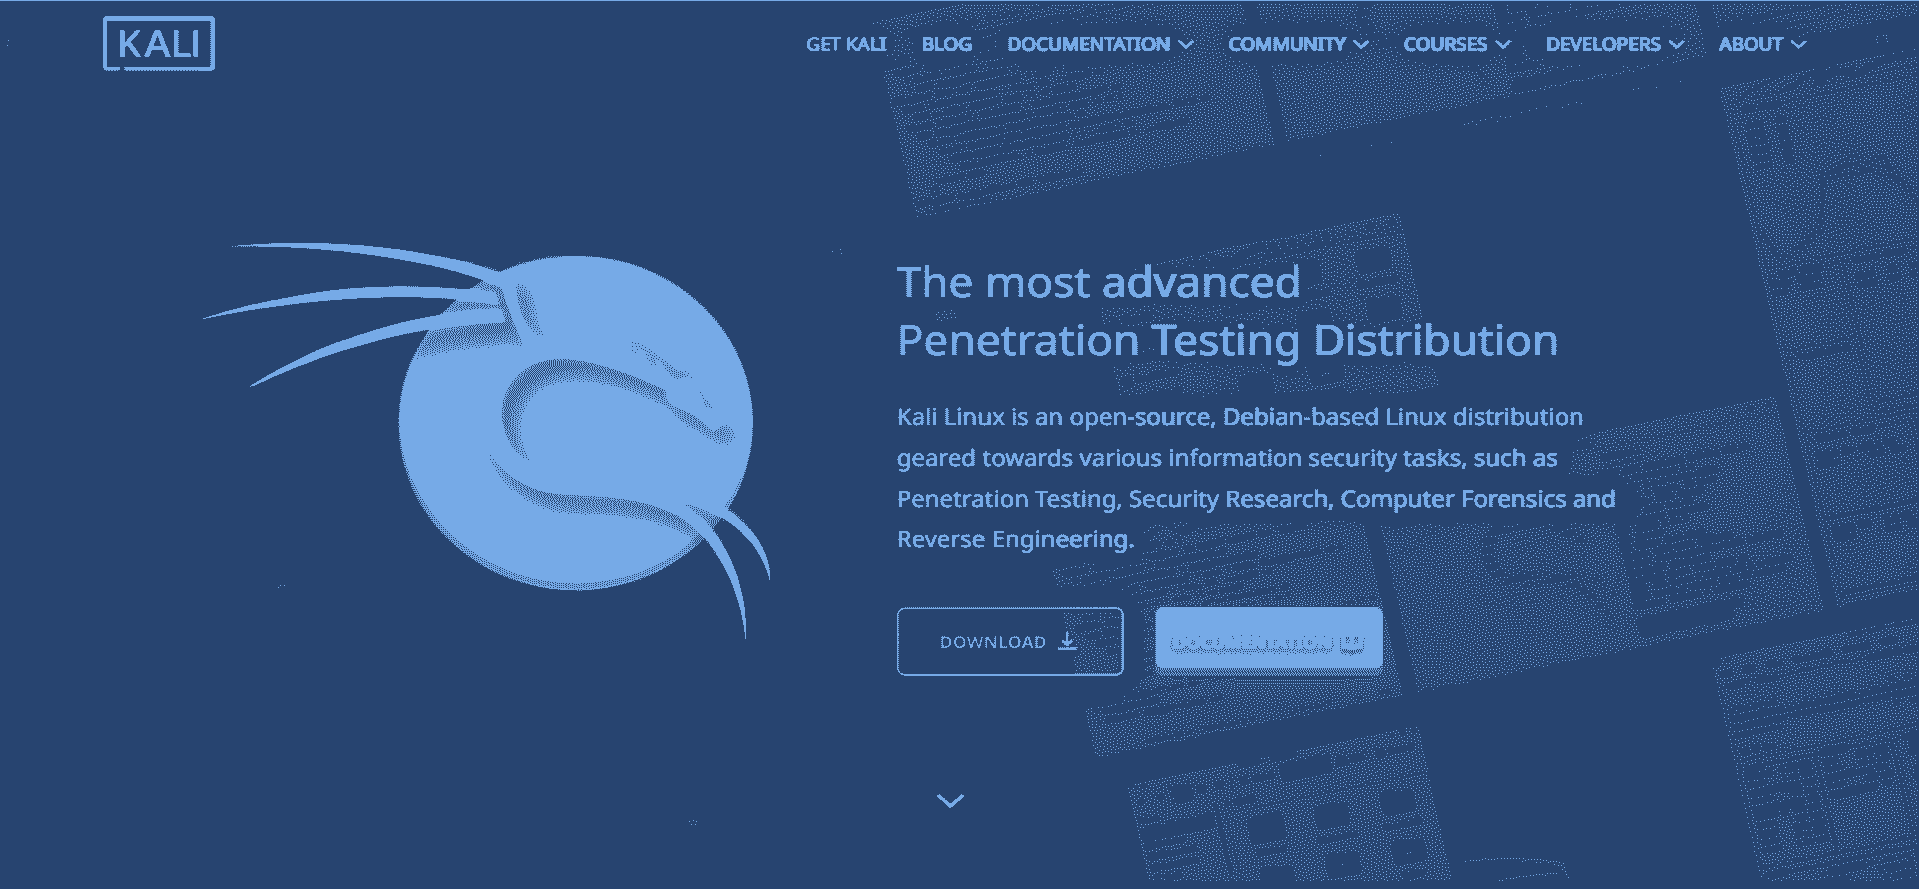 KALI
GET KALI BLOG DOCUMENTATION COMMUNITY COURSES DEVELOPERS ABOUT
The most advanced
Penetration Testing Distribution
Kali Linux is an open-source, Debian-based Linux distribution
geared towards various information security tasks, such as
Penetration Testing, Security Research, Computer Forensics and
Reverse Engineering.
DOWNLOAD